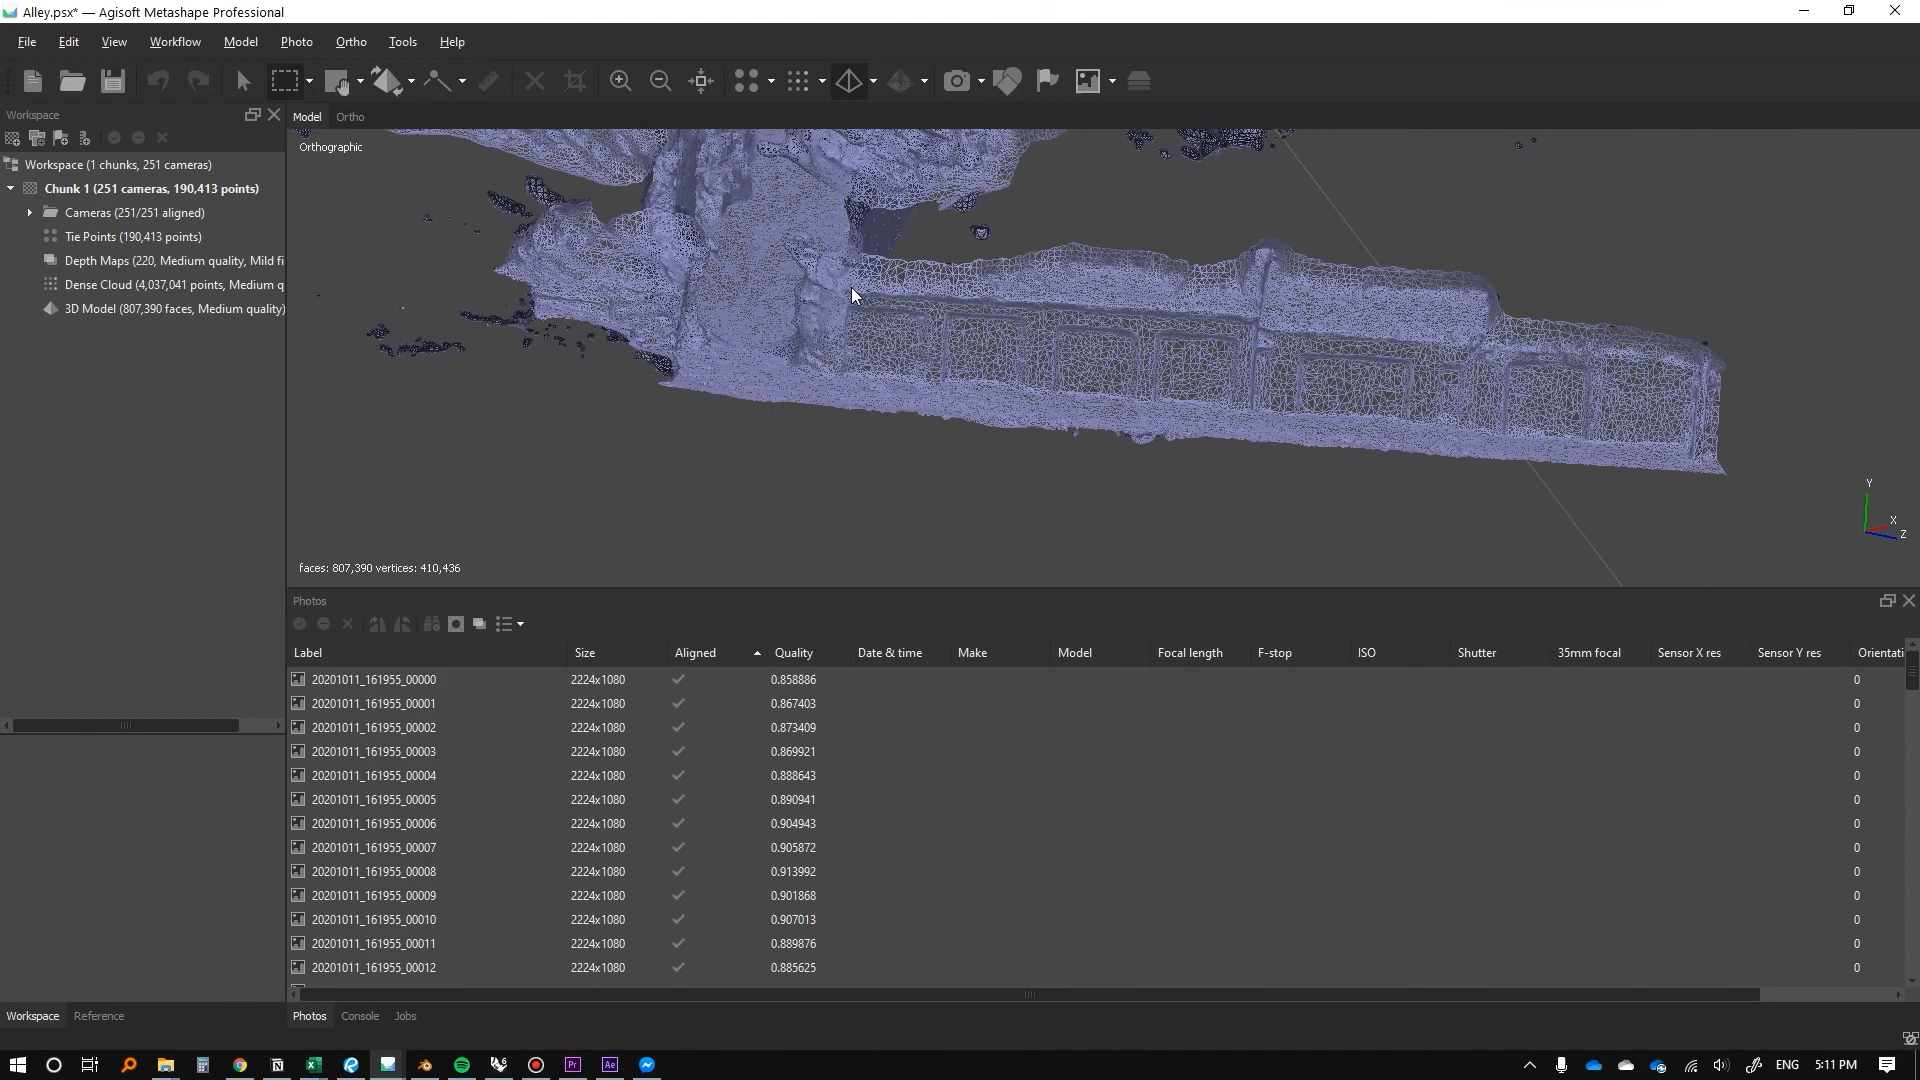 Alley.psx* — Agisoft Metashape Professional
File Edit View Workflow Model Photo Ortho Tools Help
Workspace
Model Ortho
Orthographic
Workspace (1 chunks, 251 cameras)
Chunk 1 (251 cameras, 190,413 points)
Cameras (251/251 aligned)
Tie Points (190,413 points)
Depth Maps (220, Medium quality, Mild fi
Dense Cloud (4,037,041 points, Medium q
3D Model (807,390 faces, Medium quality)
Y
X
Z
faces: 807,390 vertices: 410,436
Photos
Label Size Aligned Quality Date & time Make Model Focal length F-stop ISO Shutter 35mm focal Sensor X res Sensor Y res Orientati
20201011_161955_00000 2224x1080 0.858886 0
20201011_161955_00001 2224x1080 0.867403 0
20201011_161955_00002 2224x1080 0.873409 0
20201011_161955_00003 2224x1080 0.869921 0
20201011_161955_00004 2224x1080 0.888643 0
20201011_161955_00005 2224x1080 0.890941 0
20201011_161955_00006 2224x1080 0.904943 0
20201011_161955_00007 2224x1080 0.905872 0
20201011_161955_00008 2224x1080 0.913992 0
20201011_161955_00009 2224x1080 0.901868 0
20201011_161955_00010 2224x1080 0.907013 0
20201011_161955_00011 2224x1080 0.889876 0
20201011_161955_00012 2224x1080 0.885625 0
Workspace Reference Photos Console Jobs
Pr Ae ENG 5:11 PM